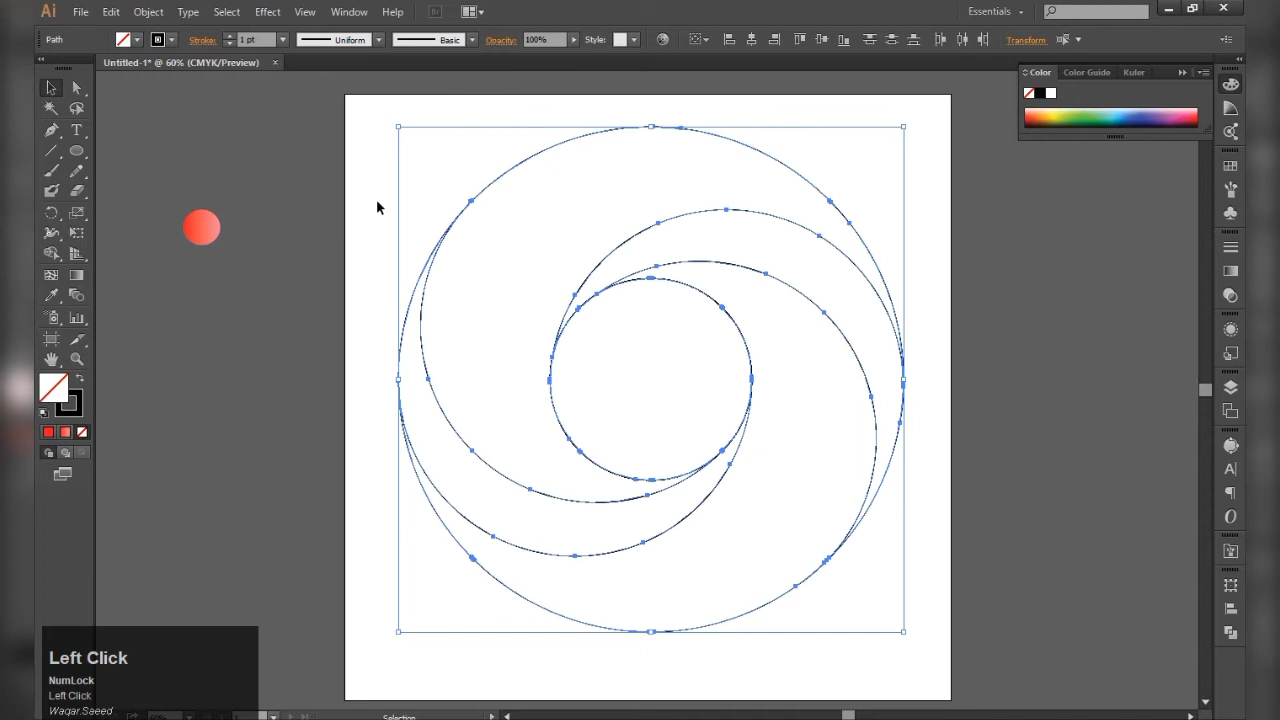 Ai File Edit Object Type Select Effect View Window Help Br Essentials
Path Stroke: 1 pt Uniform Basic Opacity: 100% Style: Transform
Untitled-1* @ 60% (CMYK/Preview) ×
Color Color Guide Kuler
Left Click
NumLock
Left Click
Waqar.Saeed
Selection